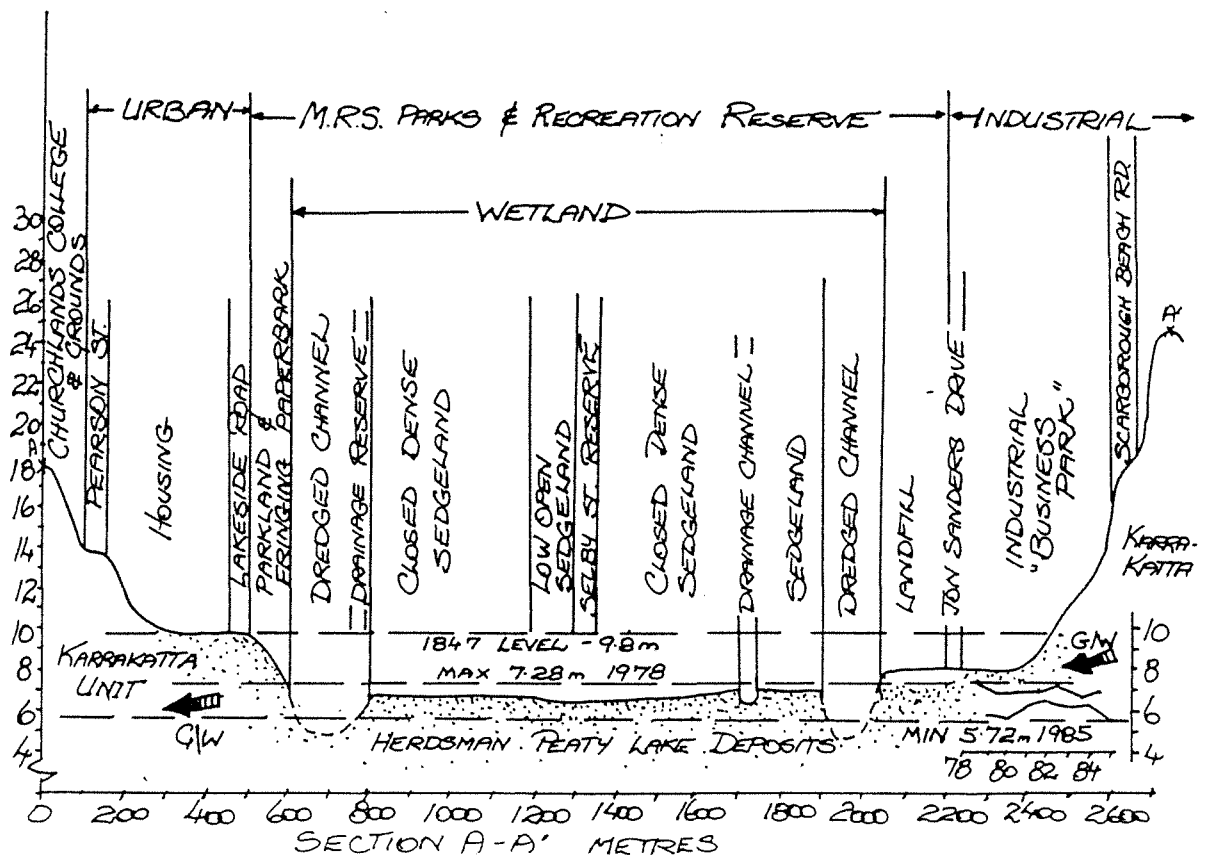 URBAN
M.R.S. PARKS & RECREATION RESERVE
INDUSTRIAL
WETLAND
CHURCHLANDS COLLEGE
& GROUNDS
PEARSON ST.
HOUSING
LAKESIDE ROAD
PARKLAND &
FRINGING PAPERBARK
DREDGED CHANNEL
DRAINAGE RESERVE
CLOSED DENSE
SEDGELAND
LOW OPEN
SEDGELAND
SELBY ST. RESERVE
CLOSED DENSE
SEDGELAND
DRAINAGE CHANNEL
SEDGELAND
DREDGED CHANNEL
LANDFILL
JON SANDERS DRIVE
INDUSTRIAL
"BUSINESS
PARK"
SCARBOROUGH BEACH RD.
30
28
26
24
22
20
18
16
14
12
10
8
6
4
KARRA-
KATTA
1847 LEVEL - 9.8m
MAX 7.28m 1978
KARRAKATTA
UNIT
G/W
G/W
10
8
6
4
HERDSMAN PEATY LAKE DEPOSITS
MIN 5.72m 1985
78 80 82 84
0 200 400 600 800 1000 1200 1400 1600 1800 2000 2200 2400 2600
SECTION A-A' METRES